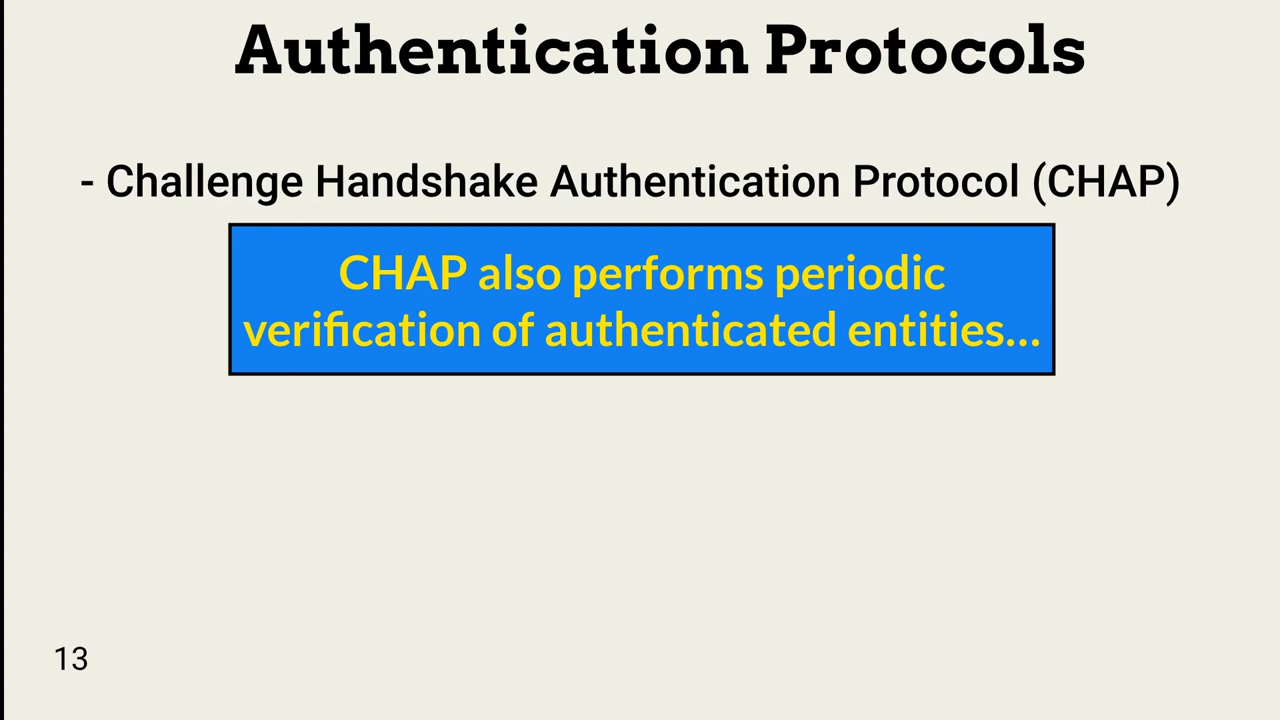 Authentication Protocols
- Challenge Handshake Authentication Protocol (CHAP)
CHAP also performs periodic
verification of authenticated entities...
13